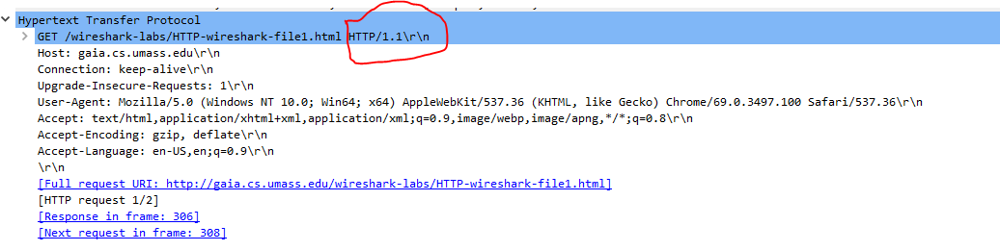 Hypertext Transfer Protocol
GET /wireshark-labs/HTTP-wireshark-file1.html HTTP/1.1\r\n
Host: gaia.cs.umass.edu\r\n
Connection: keep-alive\r\n
Upgrade-Insecure-Requests: 1\r\n
User-Agent: Mozilla/5.0 (Windows NT 10.0; Win64; x64) AppleWebKit/537.36 (KHTML, like Gecko) Chrome/69.0.3497.100 Safari/537.36\r\n
Accept: text/html,application/xhtml+xml,application/xml;q=0.9,image/webp,image/apng,*/*;q=0.8\r\n
Accept-Encoding: gzip, deflate\r\n
Accept-Language: en-US,en;q=0.9\r\n
\r\n
[Full request URI: http://gaia.cs.umass.edu/wireshark-labs/HTTP-wireshark-file1.html]
[HTTP request 1/2]
[Response in frame: 306]
[Next request in frame: 308]